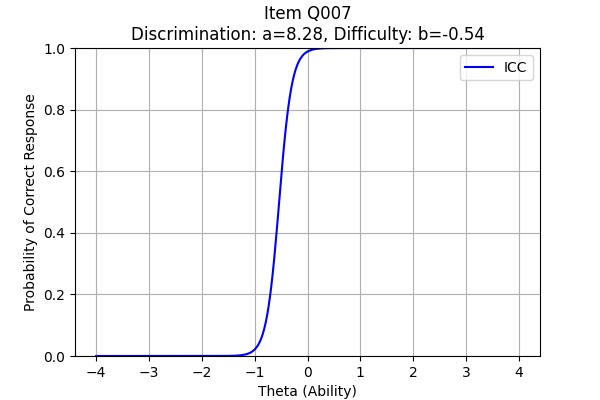 Item Q007
Discrimination: a=8.28, Difficulty: b=-0.54
ICC
Probability of Correct Response
1.0
0.8
0.6
0.4
0.2
0.0
−4 −3 −2 −1 0 1 2 3 4
Theta (Ability)